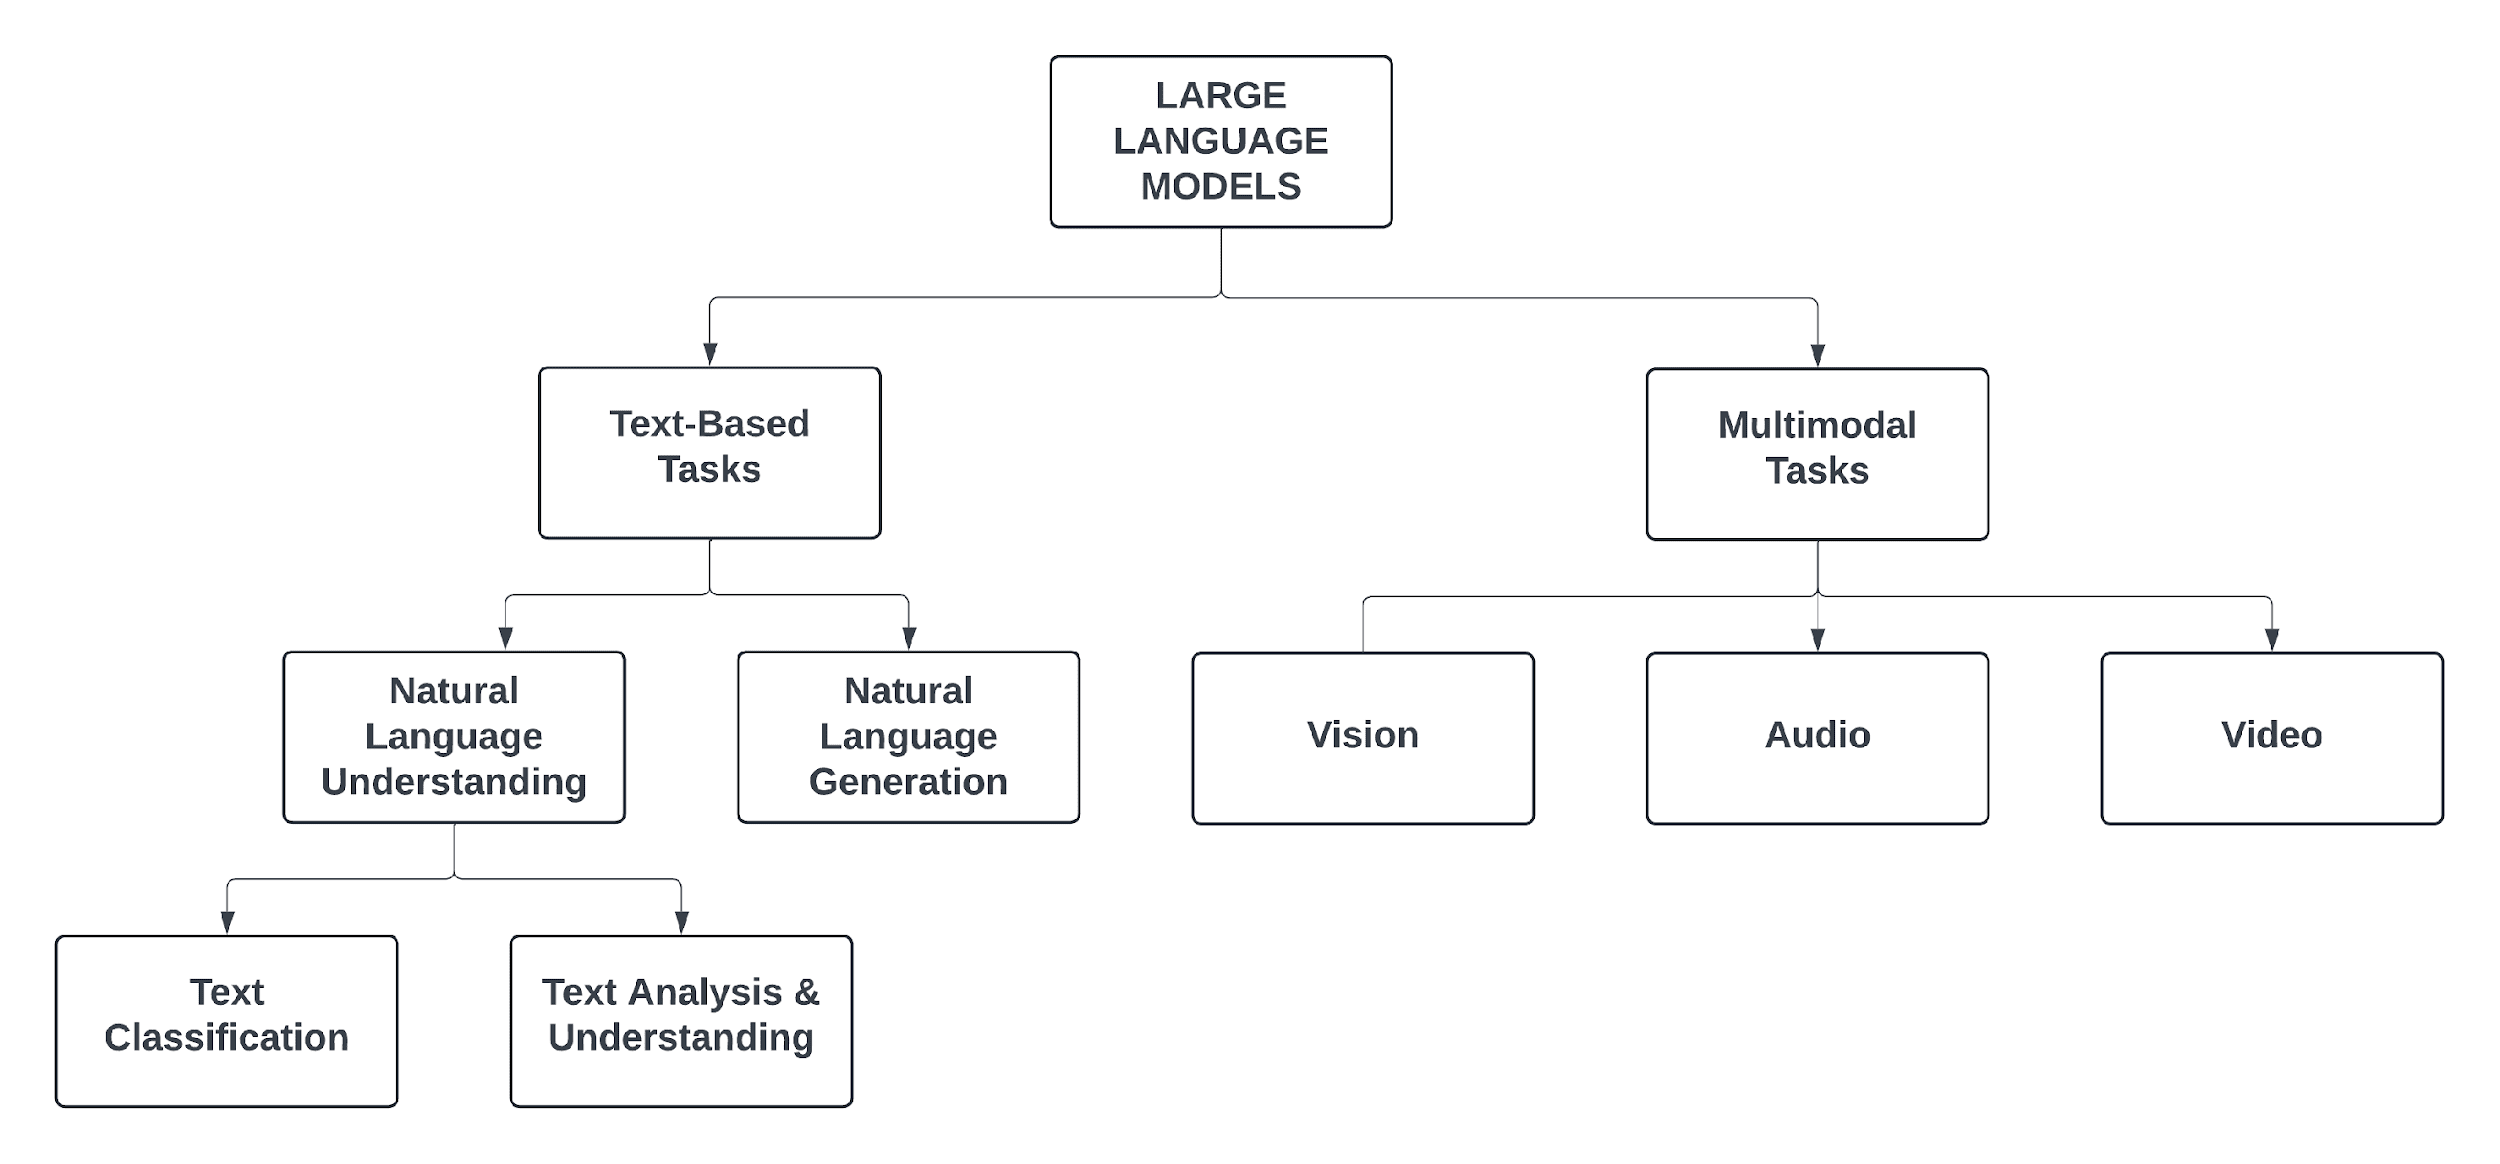 LARGE
LANGUAGE
MODELS
Text-Based
Tasks
Multimodal
Tasks
Natural
Language
Understanding
Natural
Language
Generation
Vision
Audio
Video
Text
Classification
Text Analysis &
Understanding